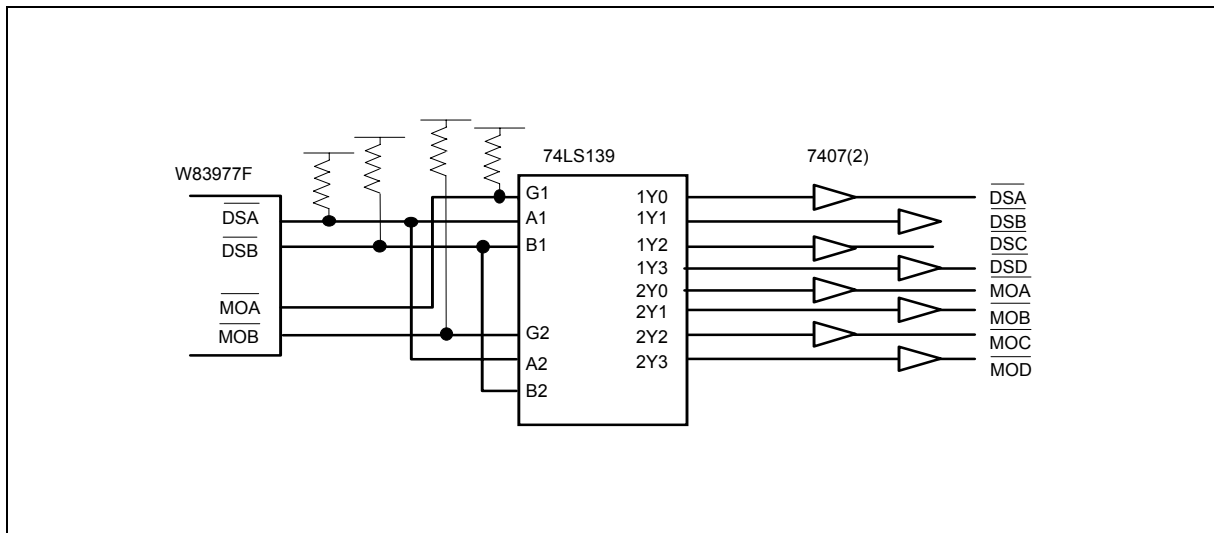 W83977F
DSA
DSB
MOA
MOB
74LS139
G1
A1
B1
G2
A2
B2
1Y0
1Y1
1Y2
1Y3
2Y0
2Y1
2Y2
2Y3
7407(2)
DSA
DSB
DSC
DSD
MOA
MOB
MOC
MOD